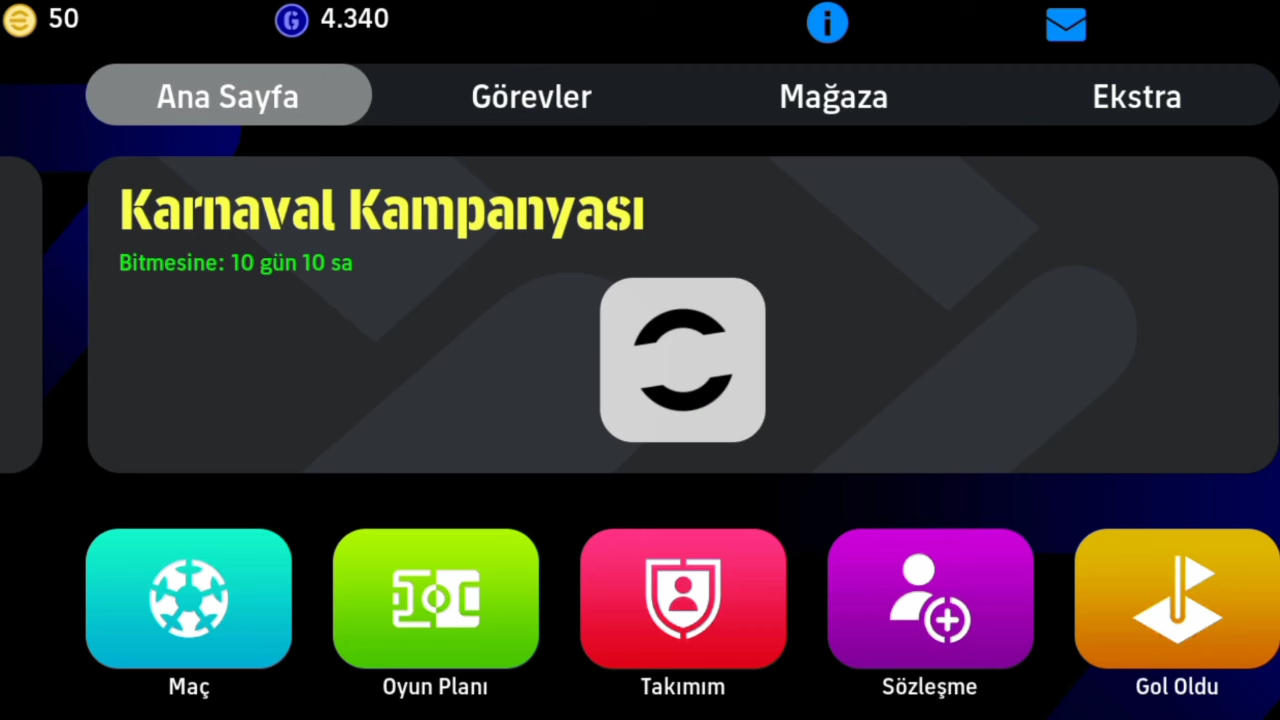 50
4.340
Ana Sayfa
Görevler
Mağaza
Ekstra
Karnaval Kampanyası
Bitmesine: 10 gün 10 sa
Maç
Oyun Planı
Takımım
Sözleşme
Gol Oldu